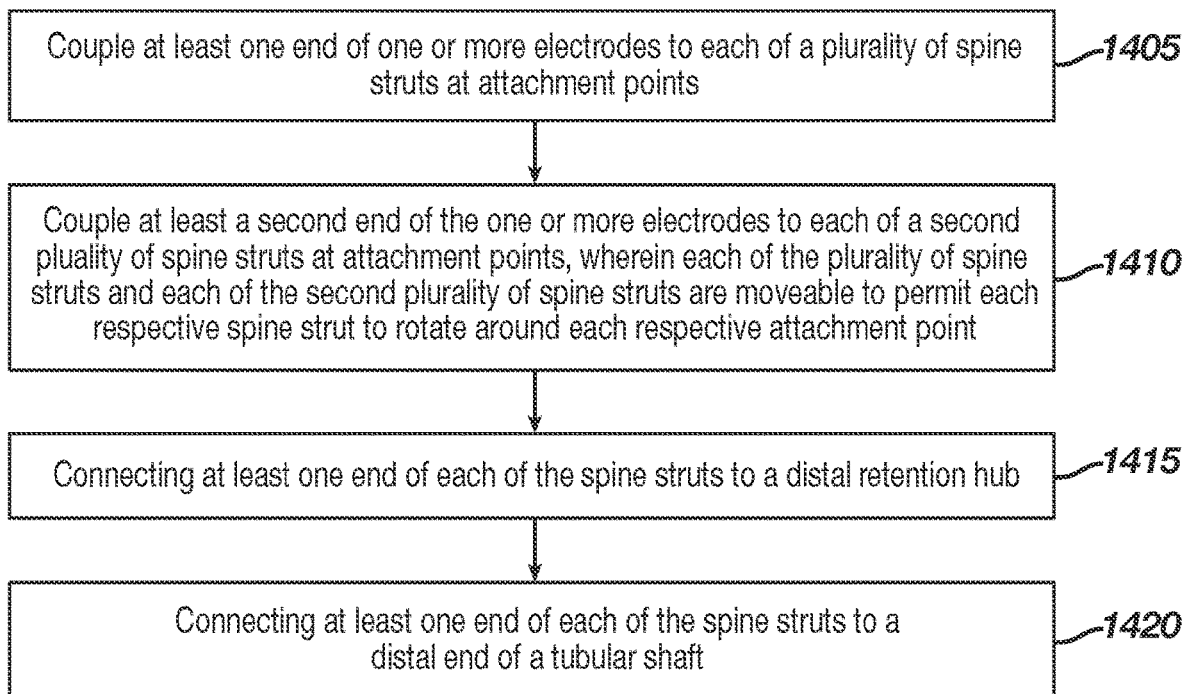 Couple at least one end of one or more electrodes to each of a plurality of spine
struts at attachment points
1405
Couple at least a second end of the one or more electrodes to each of a second
pluality of spine struts at attachment points, wherein each of the plurality of spine
struts and each of the second plurality of spine struts are moveable to permit each
respective spine strut to rotate around each respective attachment point
1410
Connecting at least one end of each of the spine struts to a distal retention hub
1415
Connecting at least one end of each of the spine struts to a
distal end of a tubular shaft
1420